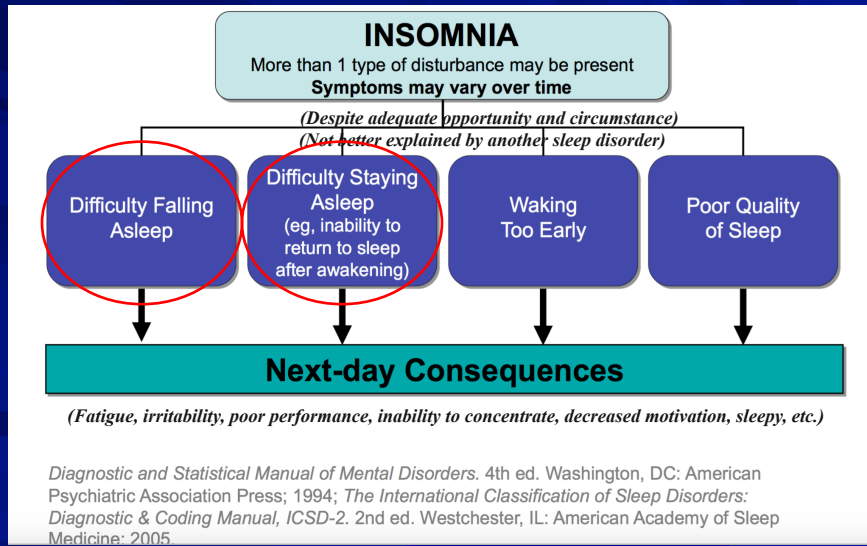 INSOMNIA
More than 1 type of disturbance may be present
Symptoms may vary over time
(Despite adequate opportunity and circumstance)
(Not better explained by another sleep disorder)
Difficulty Falling
Asleep
Difficulty Staying
Asleep
(eg, inability to
return to sleep
after awakening)
Waking
Too Early
Poor Quality
of Sleep
Next-day Consequences
(Fatigue, irritability, poor performance, inability to concentrate, decreased motivation, sleepy, etc.)
Diagnostic and Statistical Manual of Mental Disorders. 4th ed. Washington, DC: American
Psychiatric Association Press; 1994; The International Classification of Sleep Disorders:
Diagnostic & Coding Manual, ICSD-2. 2nd ed. Westchester, IL: American Academy of Sleep
Medicine; 2005.